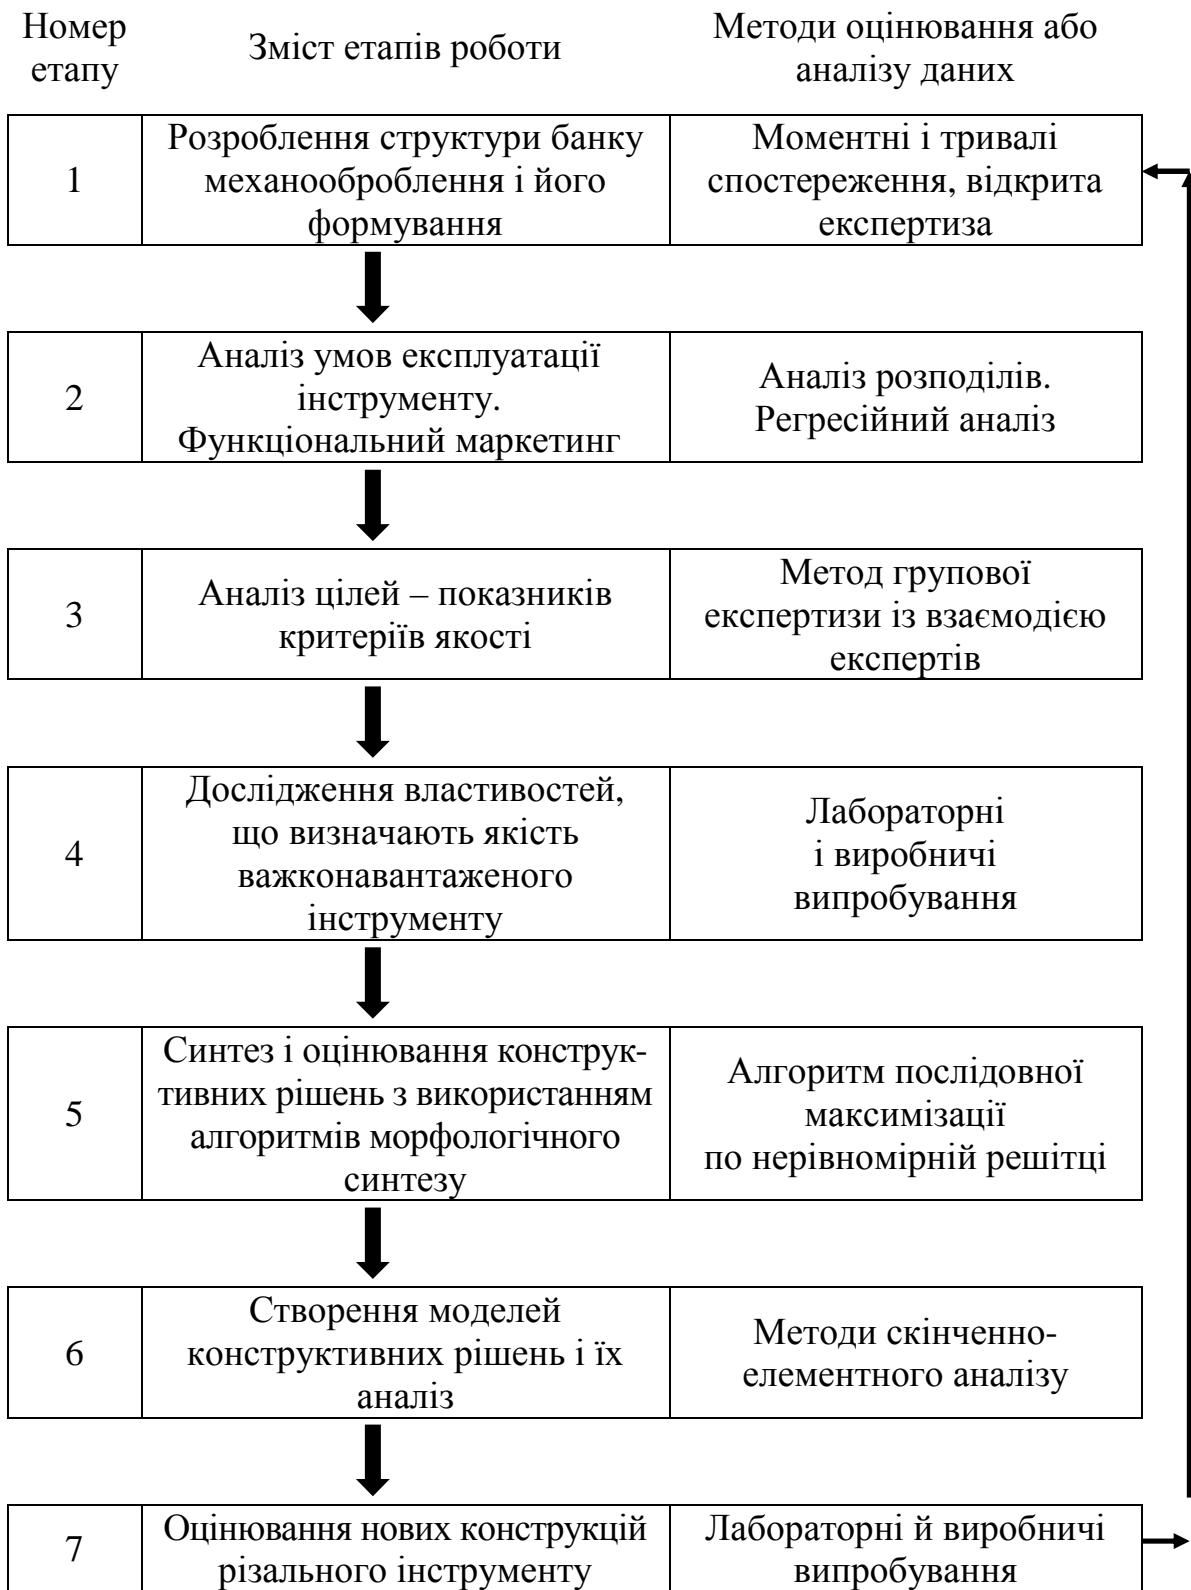 Номер
етапу
Зміст етапів роботи
Методи оцінювання або
аналізу даних
1
Розроблення структури банку
механооброблення і його
формування
Моментні і тривалі
спостереження, відкрита
експертиза
2
Аналіз умов експлуатації
інструменту.
Функціональний маркетинг
Аналіз розподілів.
Регресійний аналіз
3
Аналіз цілей – показників
критеріїв якості
Метод групової
експертизи із взаємодією
експертів
4
Дослідження властивостей,
що визначають якість
важконавантаженого
інструменту
Лабораторні
і виробничі
випробування
5
Синтез і оцінювання конструк-
тивних рішень з використанням
алгоритмів морфологічного
синтезу
Алгоритм послідовної
максимізації
по нерівномірній решітці
6
Створення моделей
конструктивних рішень і їх
аналіз
Методи скінченно-
елементного аналізу
7
Оцінювання нових конструкцій
різального інструменту
Лабораторні й виробничі
випробування